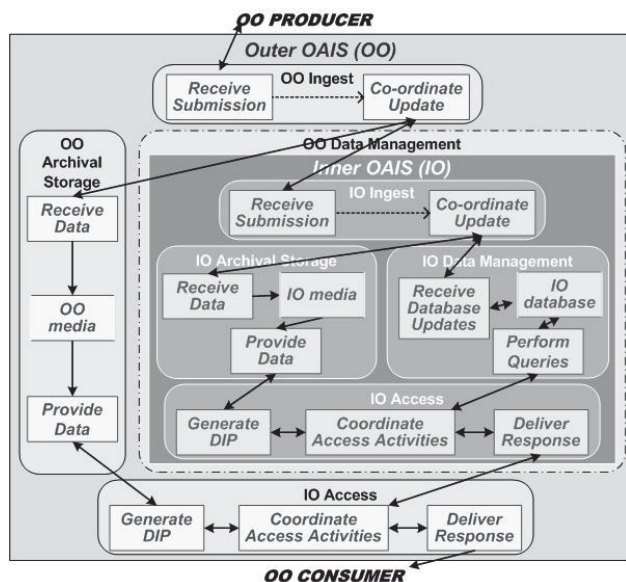 OO PRODUCER
Outer OAIS (OO)
OO Ingest
Receive
Submission
Co-ordinate
Update
OO
Archival
Storage
Receive
Data
OO
media
Provide
Data
OO Data Management
Inner OAIS (IO)
IO Ingest
Receive
Submission
Co-ordinate
Update
IO Archival Storage
Receive
Data
IO media
Provide
Data
IO Data Management
Receive
Database
Updates
IO
database
Perform
Queries
IO Access
Generate
DIP
Coordinate
Access Activities
Deliver
Response
IO Access
Generate
DIP
Coordinate
Access Activities
Deliver
Response
OO CONSUMER